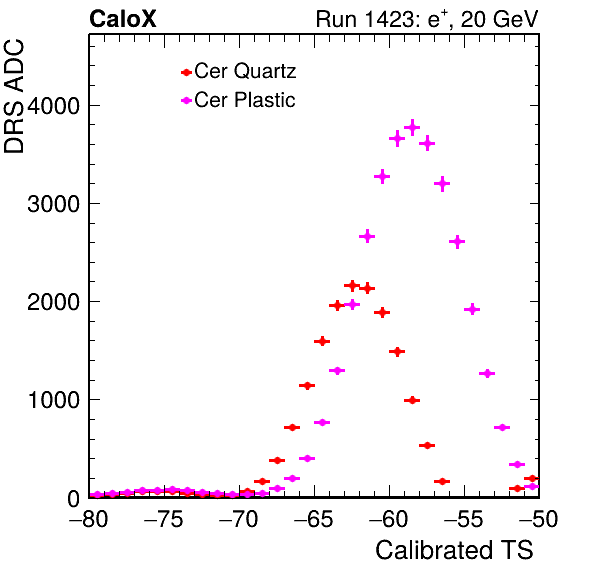 CaloX
Run 1423: e⁺, 20 GeV
DRS ADC
Cer Quartz
Cer Plastic
4000
3000
2000
1000
0
−80 −75 −70 −65 −60 −55 −50
Calibrated TS